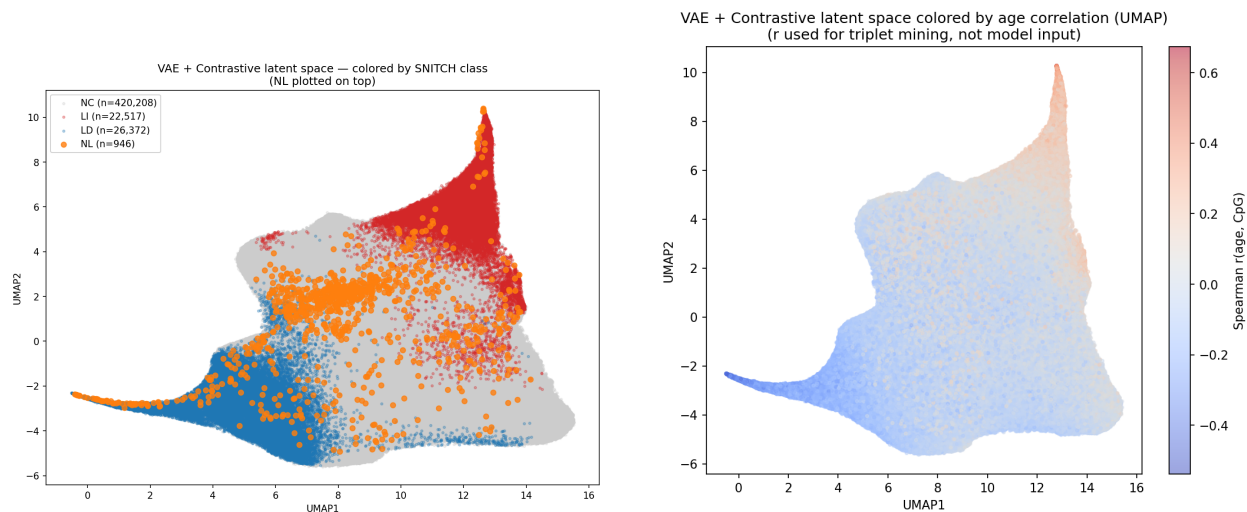 VAE + Contrastive latent space — colored by SNITCH class
(NL plotted on top)
NC (n=420,208)
LI (n=22,517)
LD (n=26,372)
NL (n=946)
10
8
6
4
2
0
−2
−4
−6
UMAP2
0 2 4 6 8 10 12 14 16
UMAP1
VAE + Contrastive latent space colored by age correlation (UMAP)
(r used for triplet mining, not model input)
10
8
6
4
2
0
−2
−4
−6
UMAP2
0 2 4 6 8 10 12 14 16
UMAP1
0.6
0.4
0.2
0.0
−0.2
−0.4
Spearman r(age, CpG)